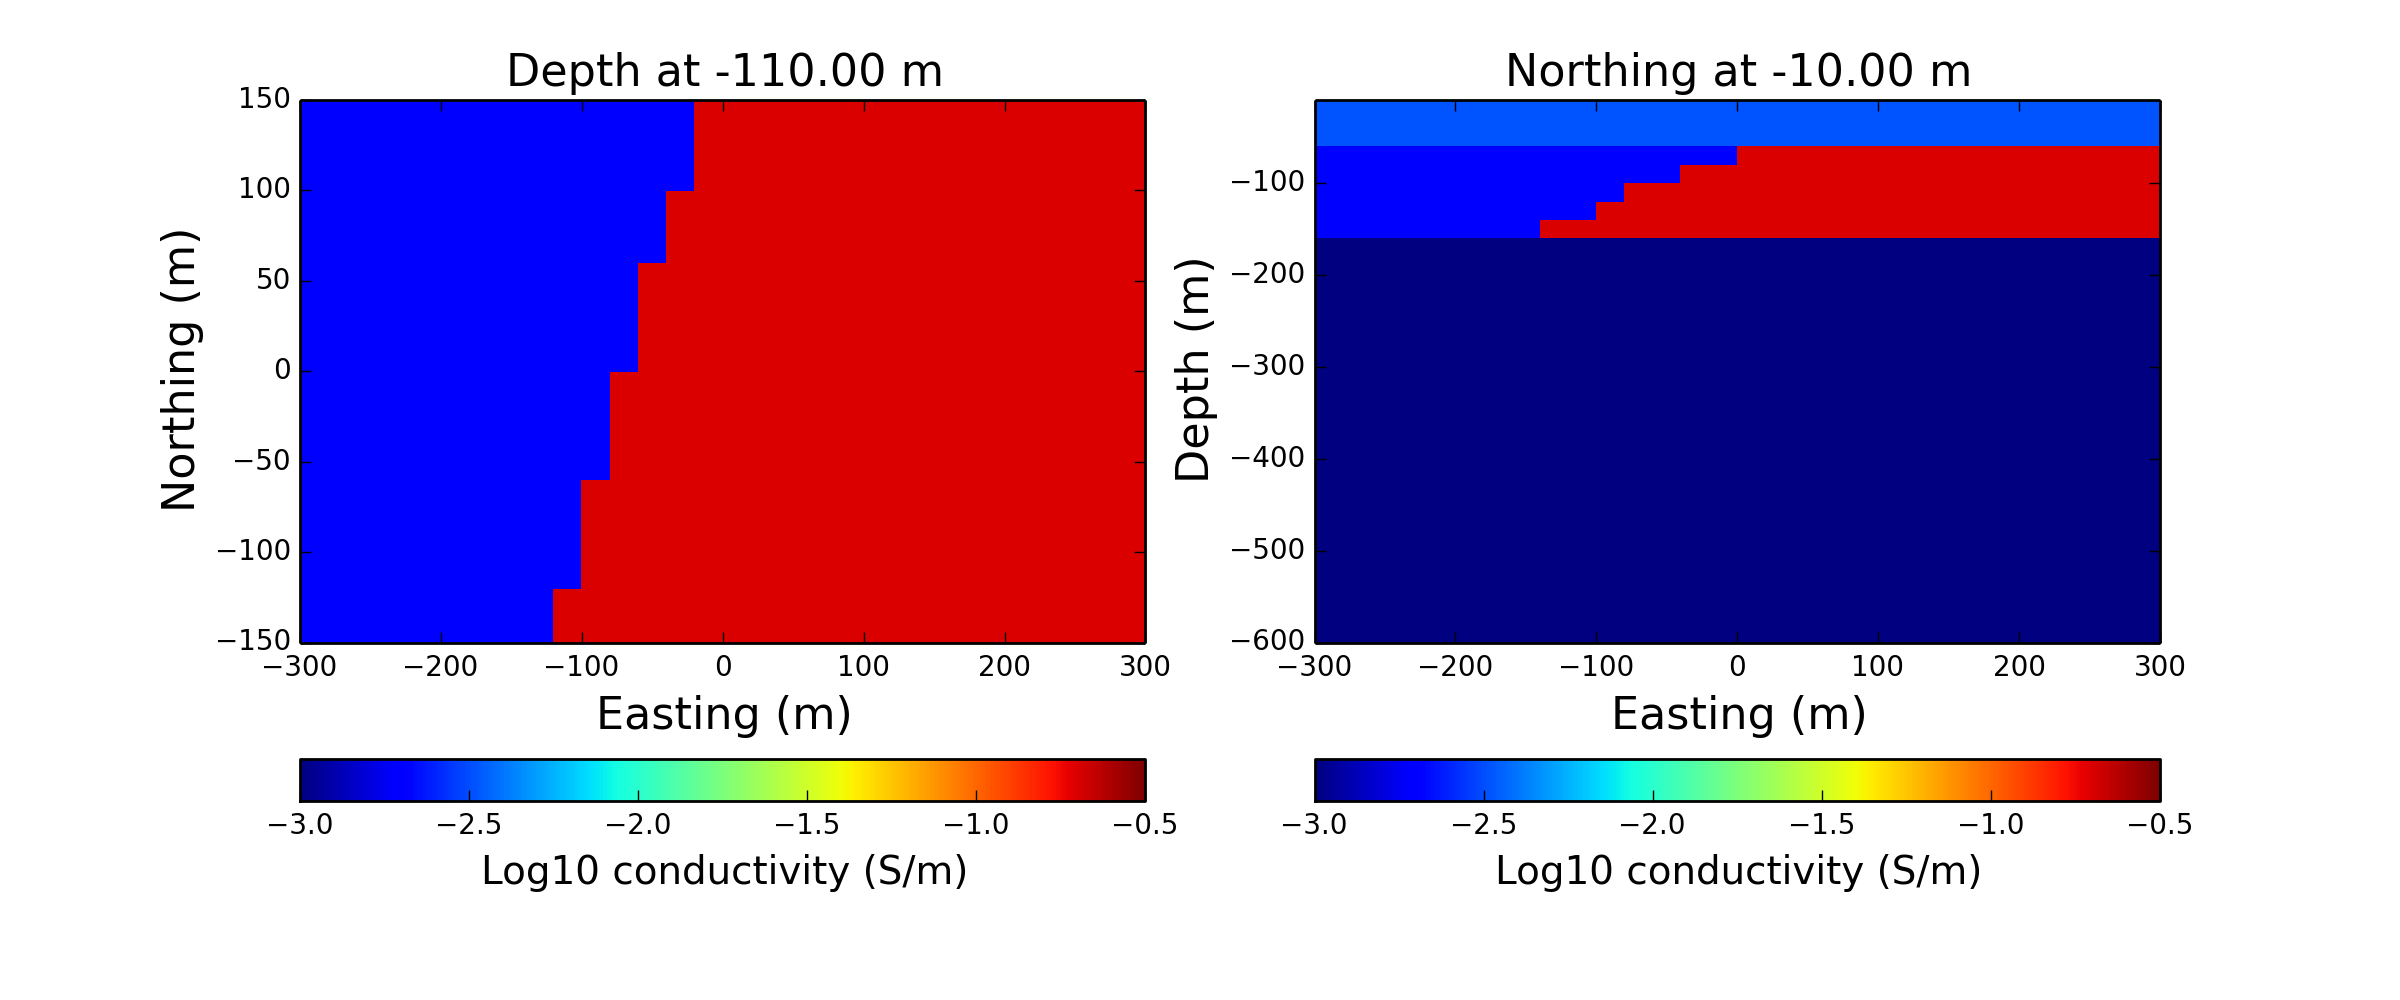 Depth at -110.00 m
150
100
50
0
−50
−100
−150
Northing (m)
−300 −200 −100 0 100 200 300
Easting (m)
−3.0 −2.5 −2.0 −1.5 −1.0 −0.5
Log10 conductivity (S/m)
Northing at -10.00 m
−100
−200
−300
−400
−500
−600
Depth (m)
−300 −200 −100 0 100 200 300
Easting (m)
−3.0 −2.5 −2.0 −1.5 −1.0 −0.5
Log10 conductivity (S/m)